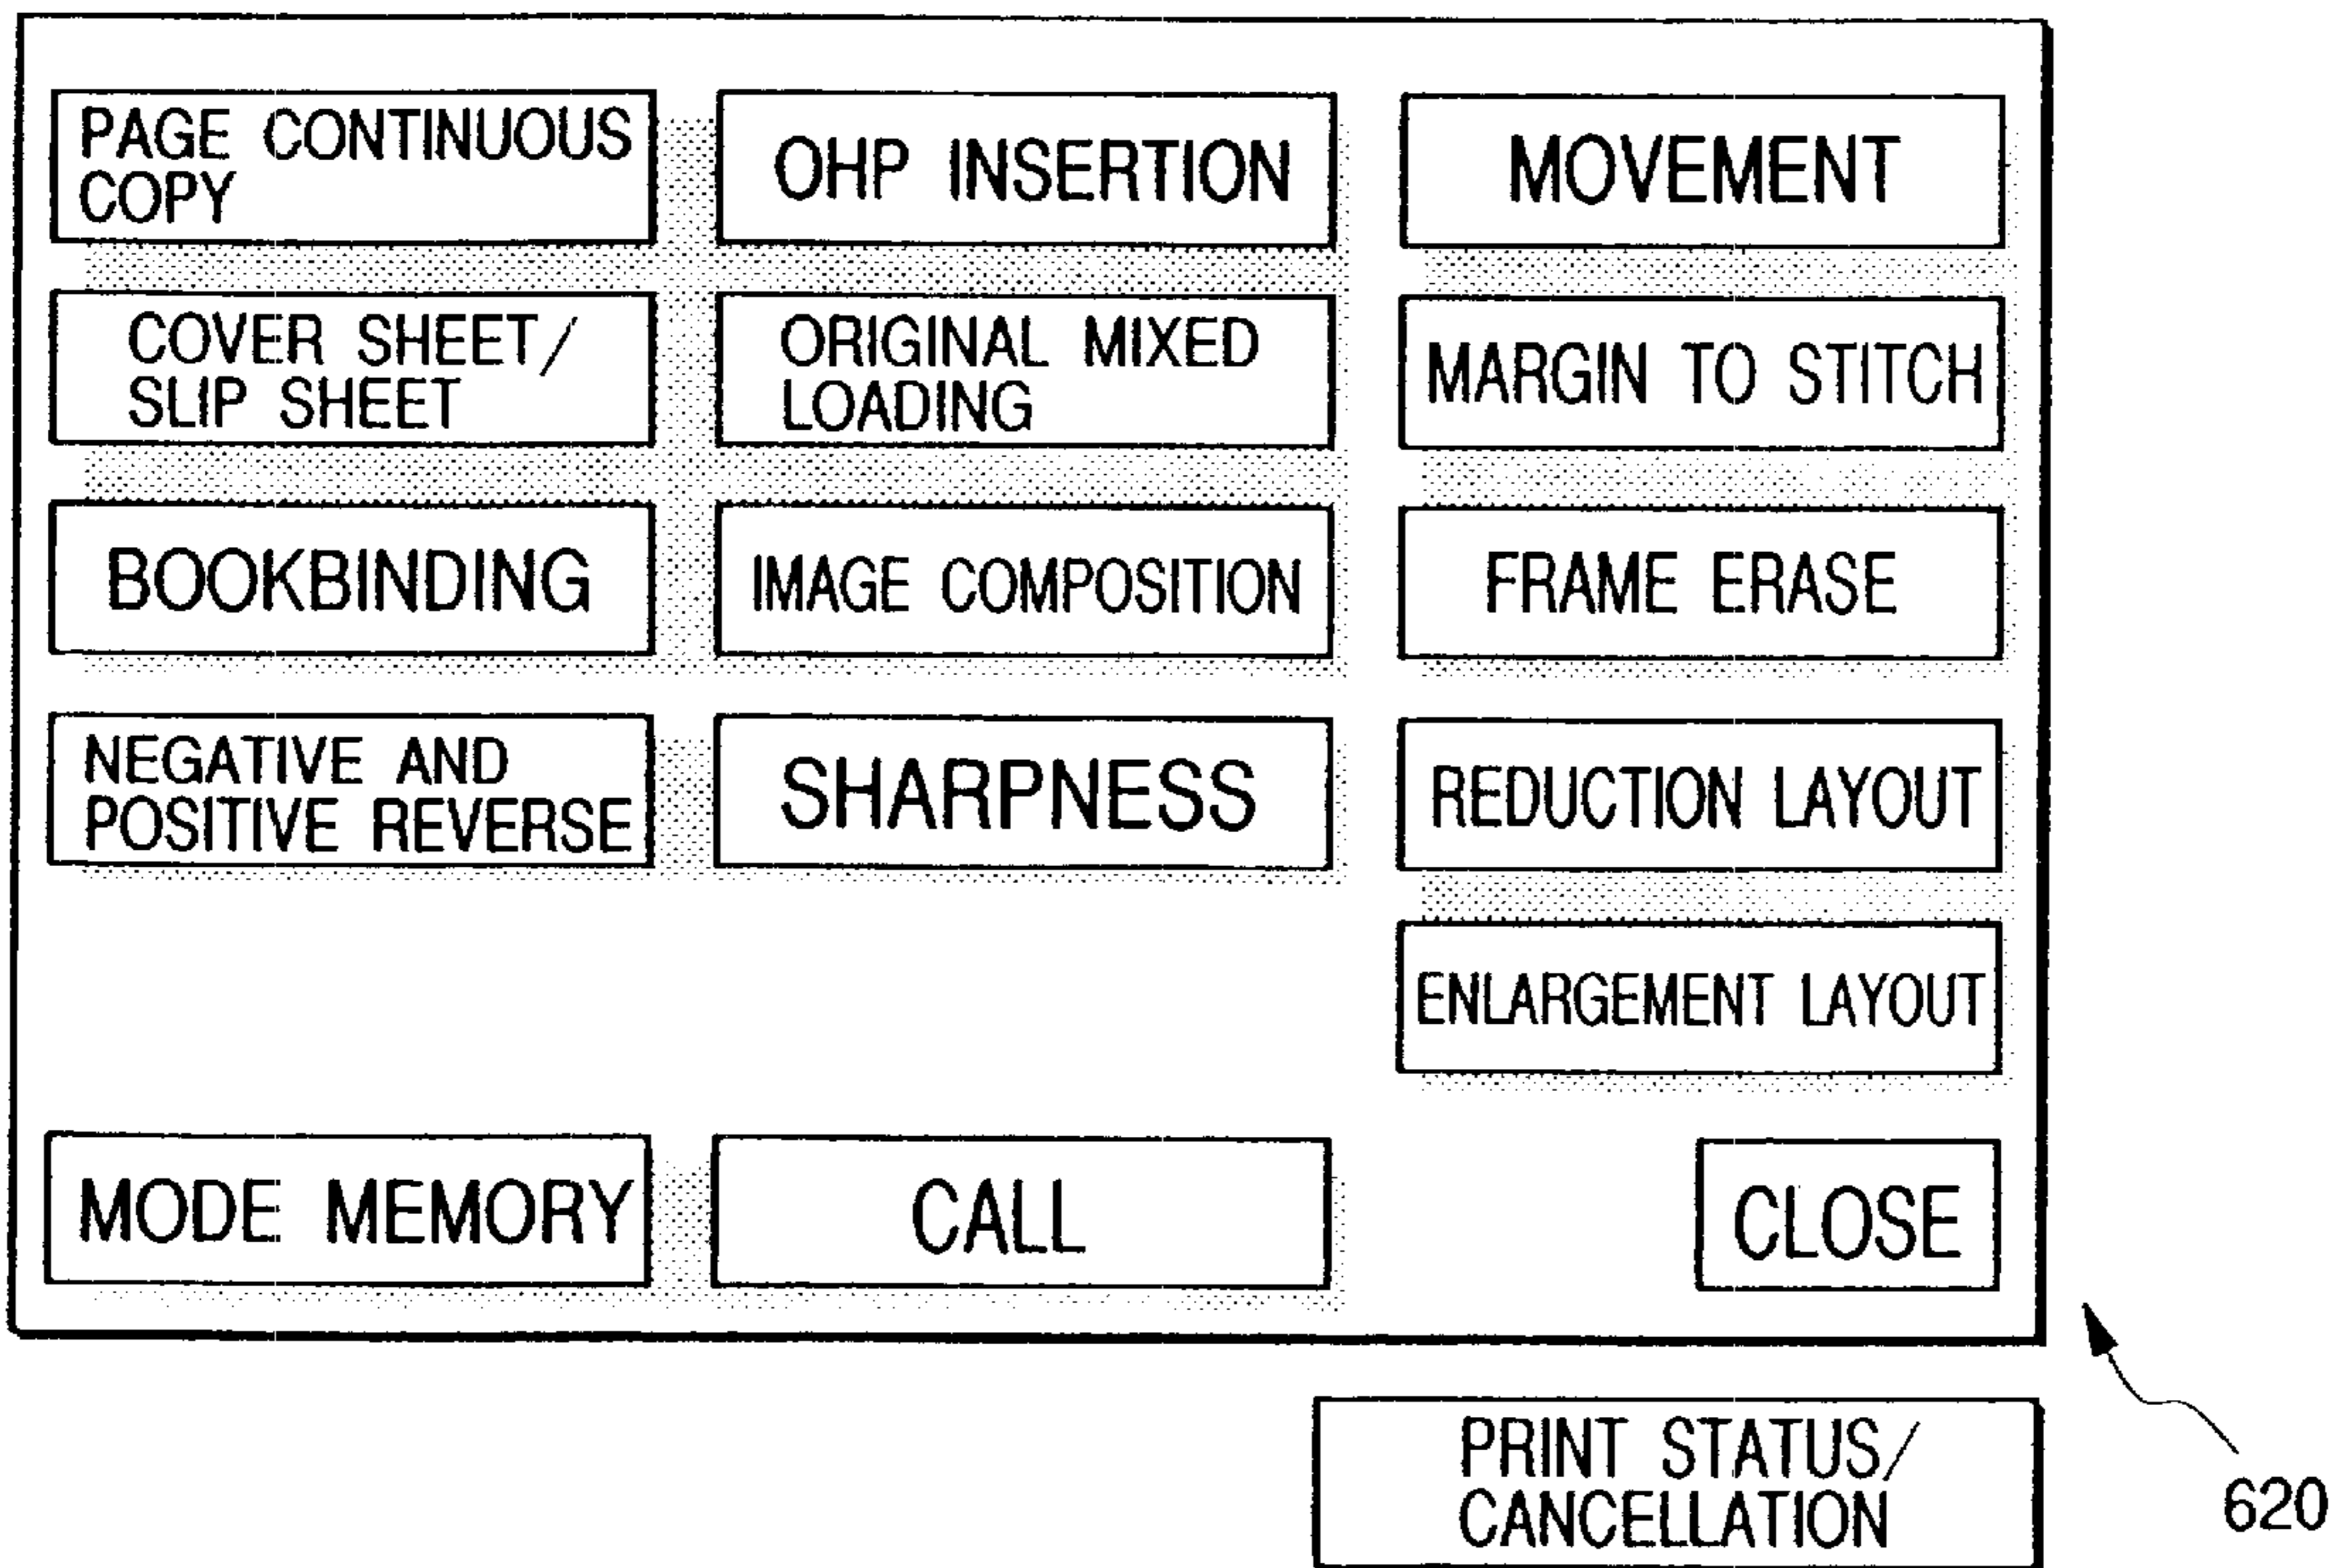 PAGE CONTINUOUS
COPY
OHP INSERTION
MOVEMENT
COVER SHEET/
SLIP SHEET
ORIGINAL MIXED
LOADING
MARGIN TO STITCH
BOOKBINDING
IMAGE COMPOSITION
FRAME ERASE
NEGATIVE AND
POSITIVE REVERSE
SHARPNESS
REDUCTION LAYOUT
ENLARGEMENT LAYOUT
MODE MEMORY
CALL
CLOSE
PRINT STATUS/
CANCELLATION
620